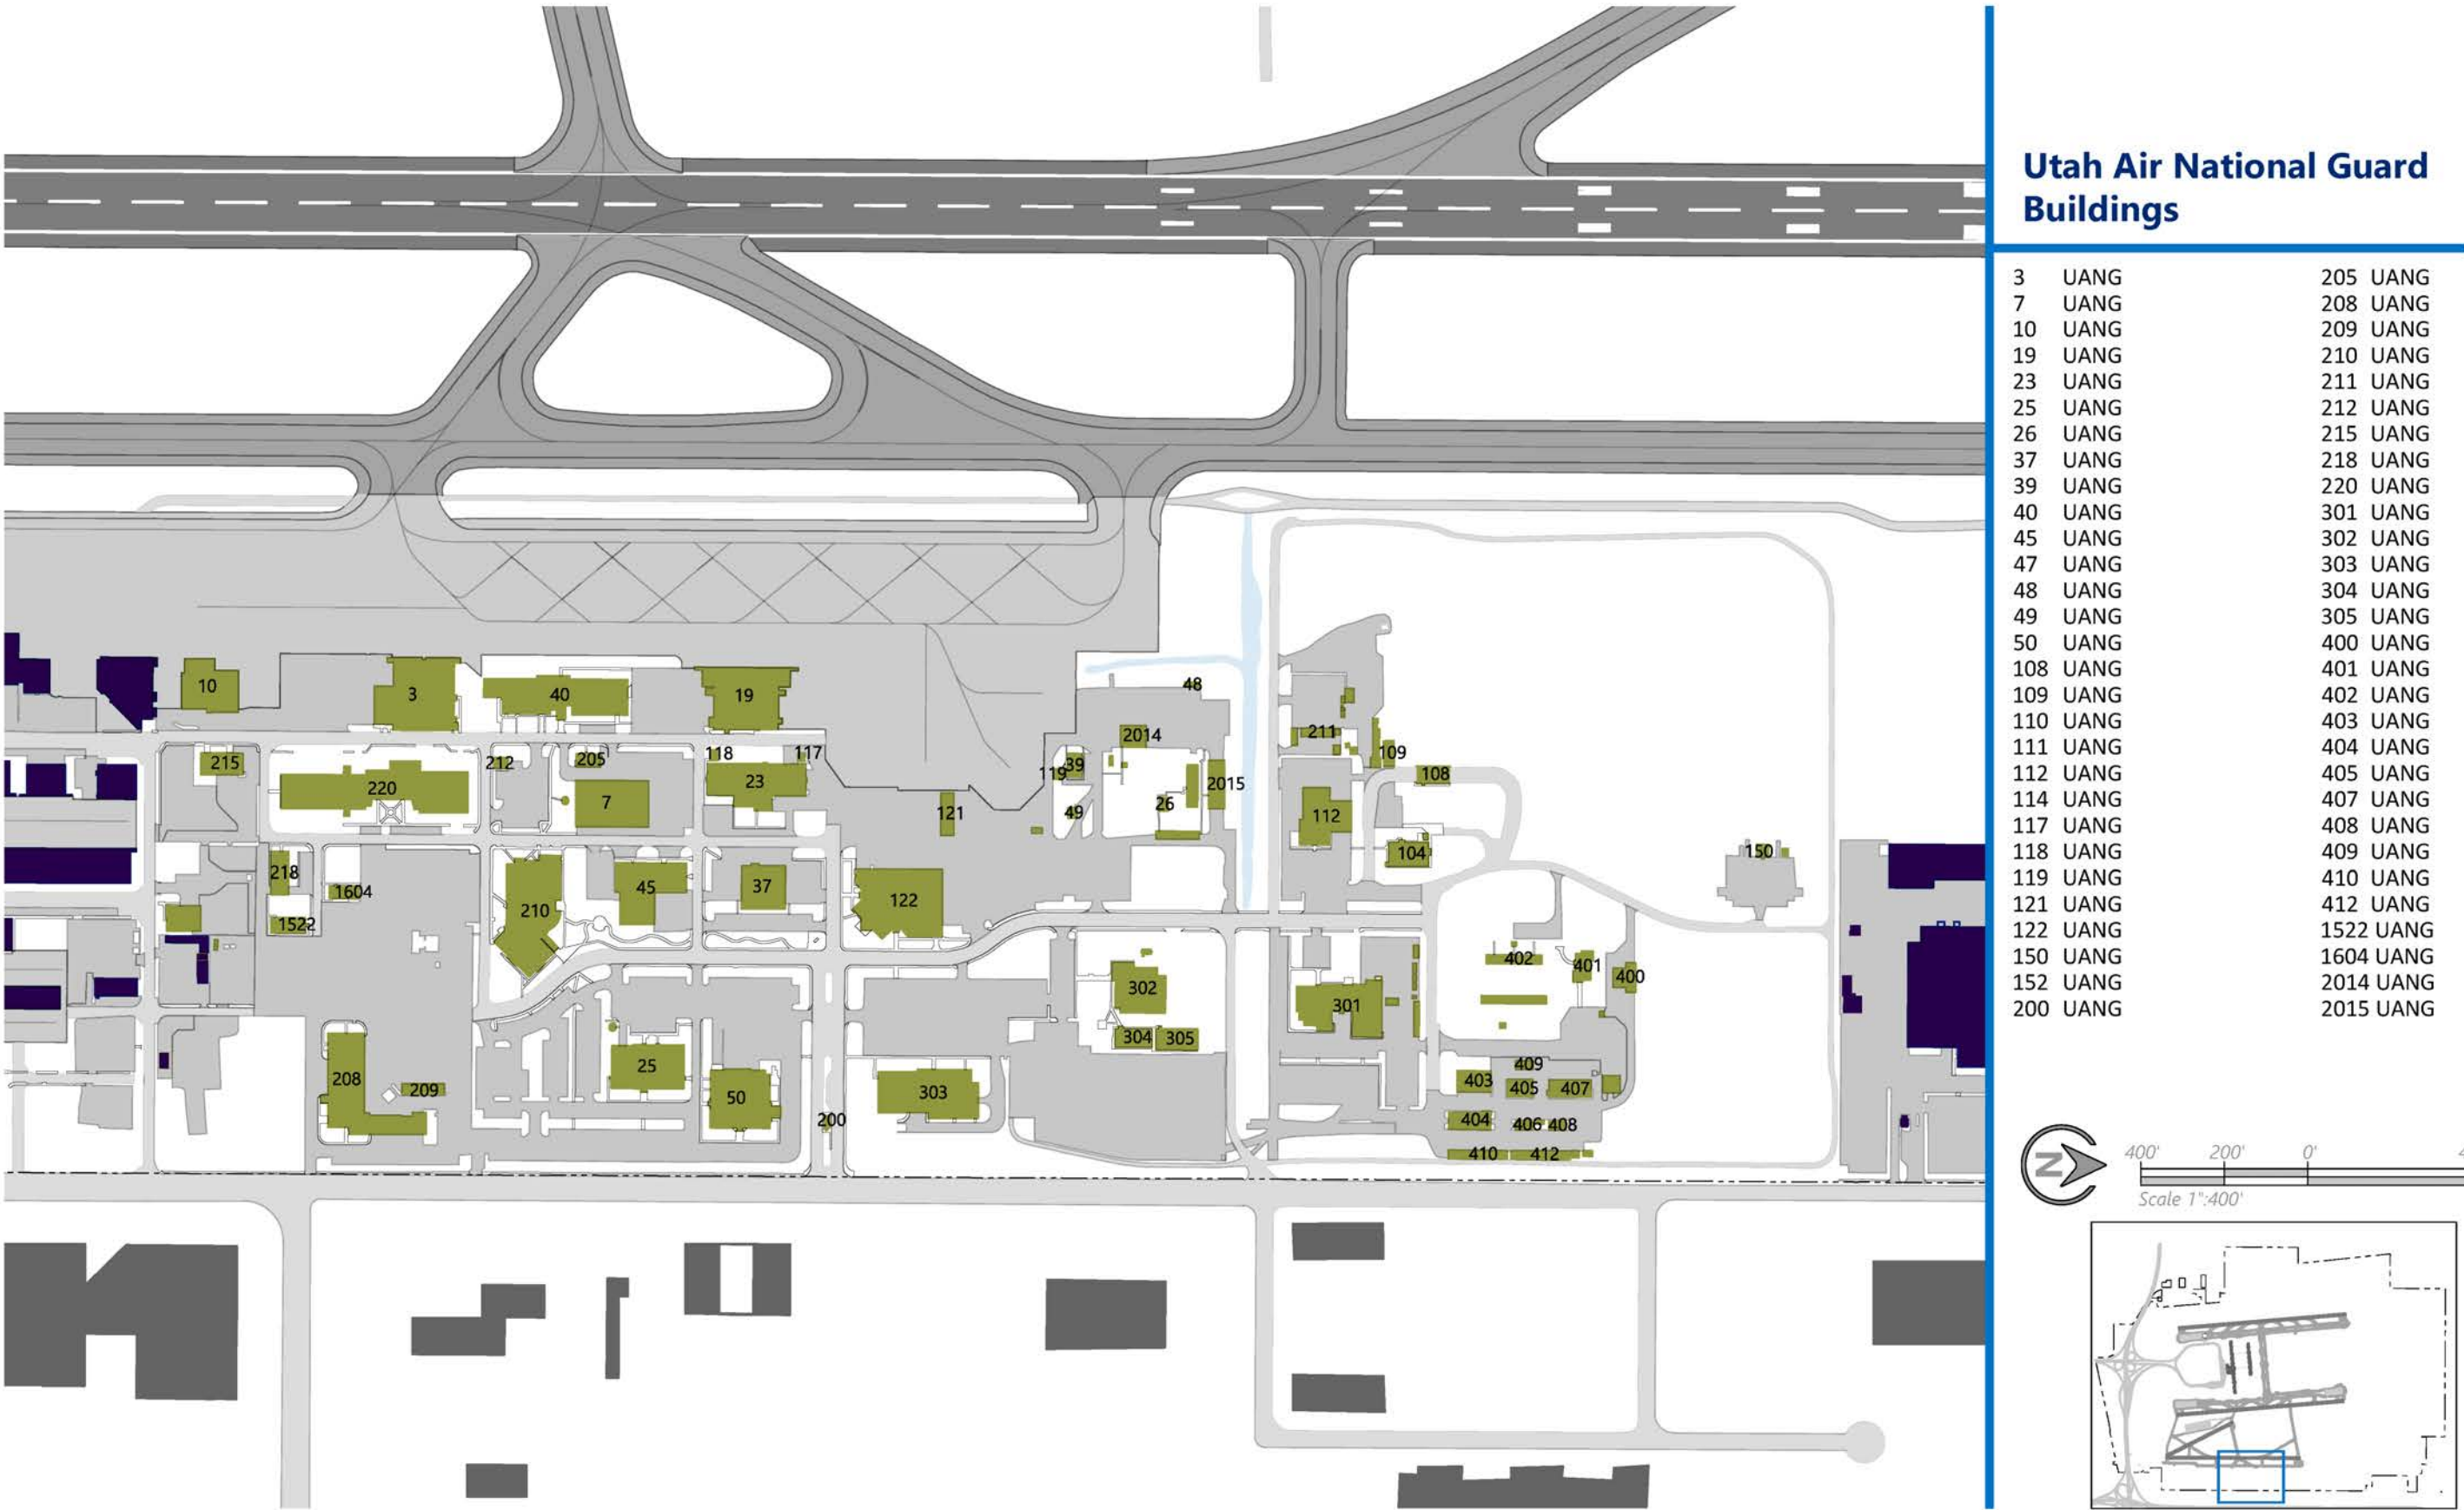 Utah Air National Guard
Buildings
3 UANG 205 UANG
7 UANG 208 UANG
10 UANG 209 UANG
19 UANG 210 UANG
23 UANG 211 UANG
25 UANG 212 UANG
26 UANG 215 UANG
37 UANG 218 UANG
39 UANG 220 UANG
40 UANG 301 UANG
45 UANG 302 UANG
47 UANG 303 UANG
48 UANG 304 UANG
49 UANG 305 UANG
50 UANG 400 UANG
108 UANG 401 UANG
109 UANG 402 UANG
110 UANG 403 UANG
111 UANG 404 UANG
112 UANG 405 UANG
114 UANG 407 UANG
117 UANG 408 UANG
118 UANG 409 UANG
119 UANG 410 UANG
121 UANG 412 UANG
122 UANG 1522 UANG
150 UANG 1604 UANG
152 UANG 2014 UANG
200 UANG 2015 UANG
10
3
40
19
48
2014
211
109
215
212
205
118
117
39
119
2015
108
220
7
23
121
49
26
112
104
150
218
1604
1522
210
45
37
122
402
401
400
302
301
304
305
208
209
25
50
200
303
409
403
405
407
404
406
408
410
412
N
400' 200' 0'
Scale 1":400'